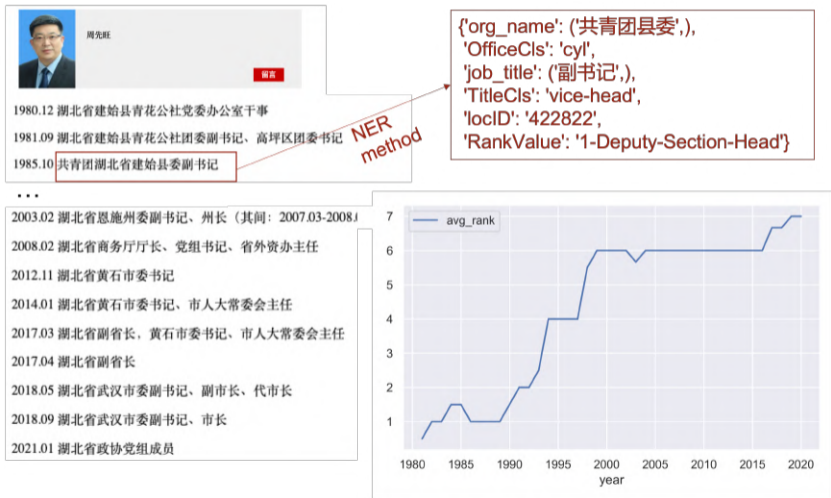 周先旺
留言
1980.12 湖北省建始县青花公社党委办公室干事
1981.09 湖北省建始县青花公社团委副书记、高坪区团委书记
1985.10 共青团湖北省建始县委副书记
...
2003.02 湖北省恩施州委副书记、州长（其间：2007.03-2008.
2008.02 湖北省商务厅厅长、党组书记、省外资办主任
2012.11 湖北省黄石市委书记
2014.01 湖北省黄石市委书记、市人大常委会主任
2017.03 湖北省副省长，黄石市委书记、市人大常委会主任
2017.04 湖北省副省长
2018.05 湖北省武汉市委副书记、副市长、代市长
2018.09 湖北省武汉市委副书记、市长
2021.01 湖北省政协党组成员
NER
method
{'org_name': ('共青团县委',),
'OfficeCls': 'cyl',
'job_title': ('副书记',),
'TitleCls': 'vice-head',
'locID': '422822',
'RankValue': '1-Deputy-Section-Head'}
avg_rank
7
6
5
4
3
2
1
1980 1985 1990 1995 2000 2005 2010 2015 2020
year